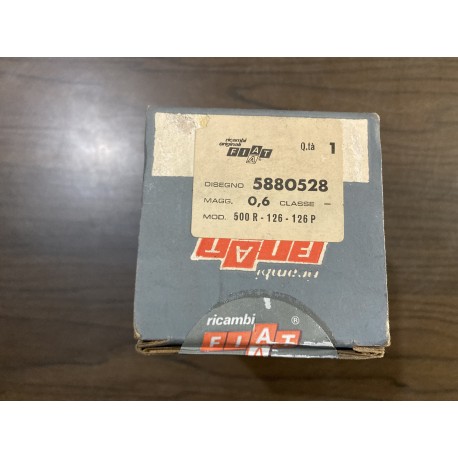 ricambi
originali
FIAT
A
Q.tà 1
DISEGNO 5880528
MAGG. 0,6 CLASSE –
MOD. 500 R - 126 - 126 P
FIAT
A
ricambi
ricambi ®
FIAT
A